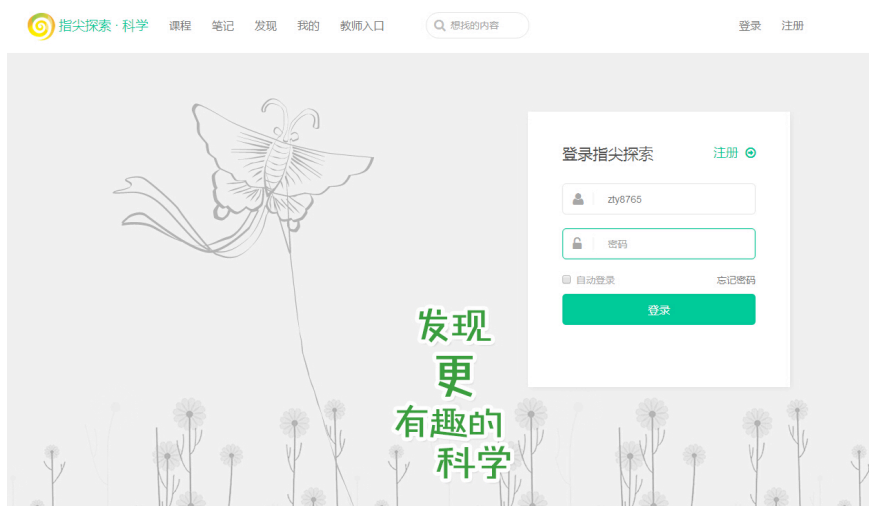 指尖探索 · 科学 课程 笔记 发现 我的 教师入口 想找的内容 登录 注册
登录指尖探索 注册
zty8765
密码
自动登录 忘记密码
登录
发现
更
有趣的
科学